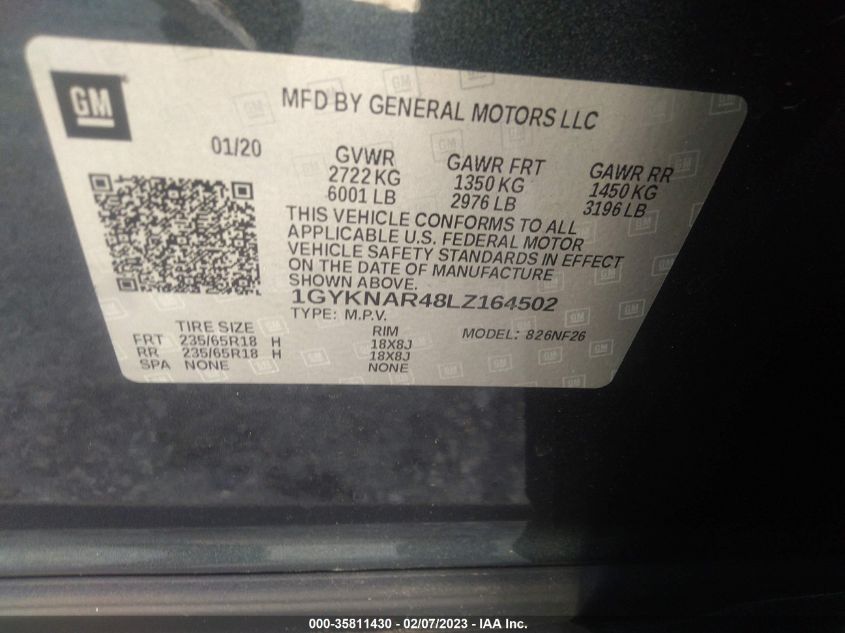 GM
MFD BY GENERAL MOTORS LLC
01/20
GVWR GAWR FRT GAWR RR
2722 KG 1350 KG 1450 KG
6001 LB 2976 LB 3196 LB
THIS VEHICLE CONFORMS TO ALL
APPLICABLE U.S. FEDERAL MOTOR
VEHICLE SAFETY STANDARDS IN EFFECT
ON THE DATE OF MANUFACTURE
SHOWN ABOVE.
1GYKNAR48LZ164502
TYPE: M.P.V. MODEL: 826NF26
TIRE SIZE RIM
FRT 235/65R18 H 18X8J
RR 235/65R18 H 18X8J
SPA NONE NONE
000-35811430 - 02/07/2023 - IAA Inc.